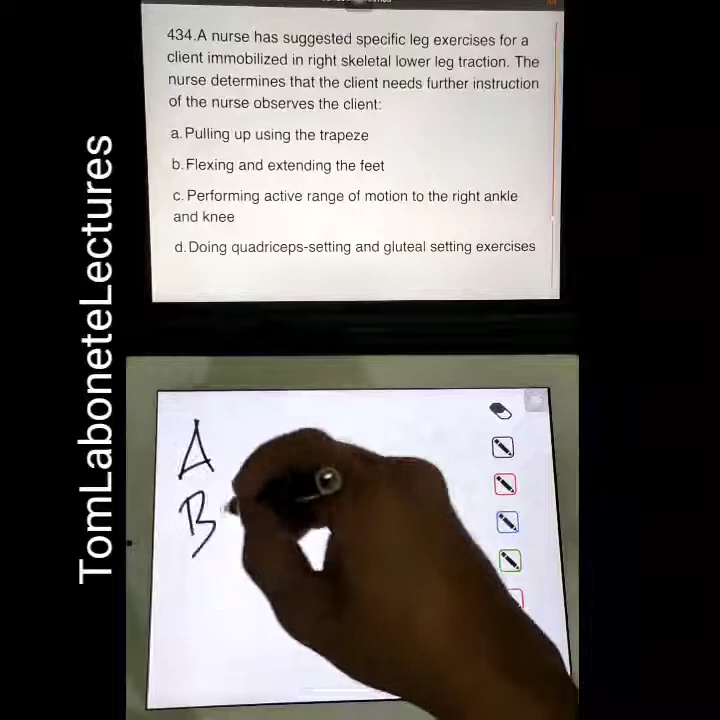 434.A nurse has suggested specific leg exercises for a
client immobilized in right skeletal lower leg traction. The
nurse determines that the client needs further instruction
of the nurse observes the client:
a. Pulling up using the trapeze
b. Flexing and extending the feet
c. Performing active range of motion to the right ankle
and knee
d. Doing quadriceps-setting and gluteal setting exercises
TomLaboneteLectures
A
B